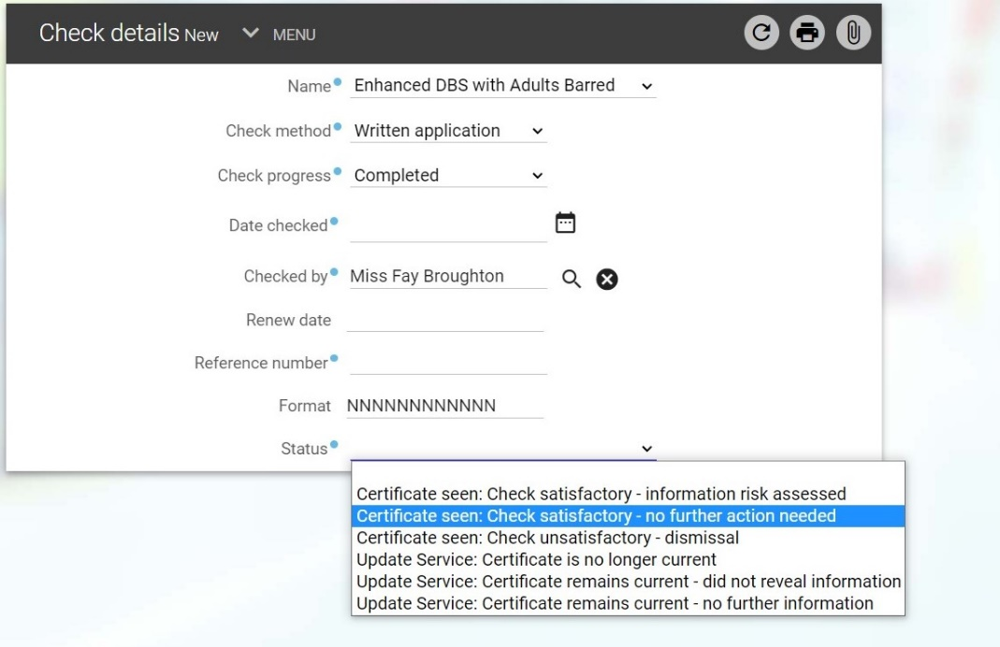 Check details New MENU
Name Enhanced DBS with Adults Barred
Check method Written application
Check progress Completed
Date checked
Checked by Miss Fay Broughton
Renew date
Reference number
Format NNNNNNNNNNNN
Status
Certificate seen: Check satisfactory - information risk assessed
Certificate seen: Check satisfactory - no further action needed
Certificate seen: Check unsatisfactory - dismissal
Update Service: Certificate is no longer current
Update Service: Certificate remains current - did not reveal information
Update Service: Certificate remains current - no further information